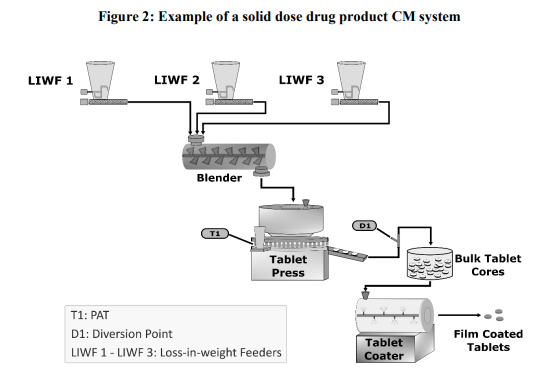 Figure 2: Example of a solid dose drug product CM system
LIWF 1
LIWF 2
LIWF 3
Blender
T1
D1
Tablet
Press
Bulk Tablet
Cores
Tablet
Coater
Film Coated
Tablets
T1: PAT
D1: Diversion Point
LIWF 1 - LIWF 3: Loss-in-weight Feeders